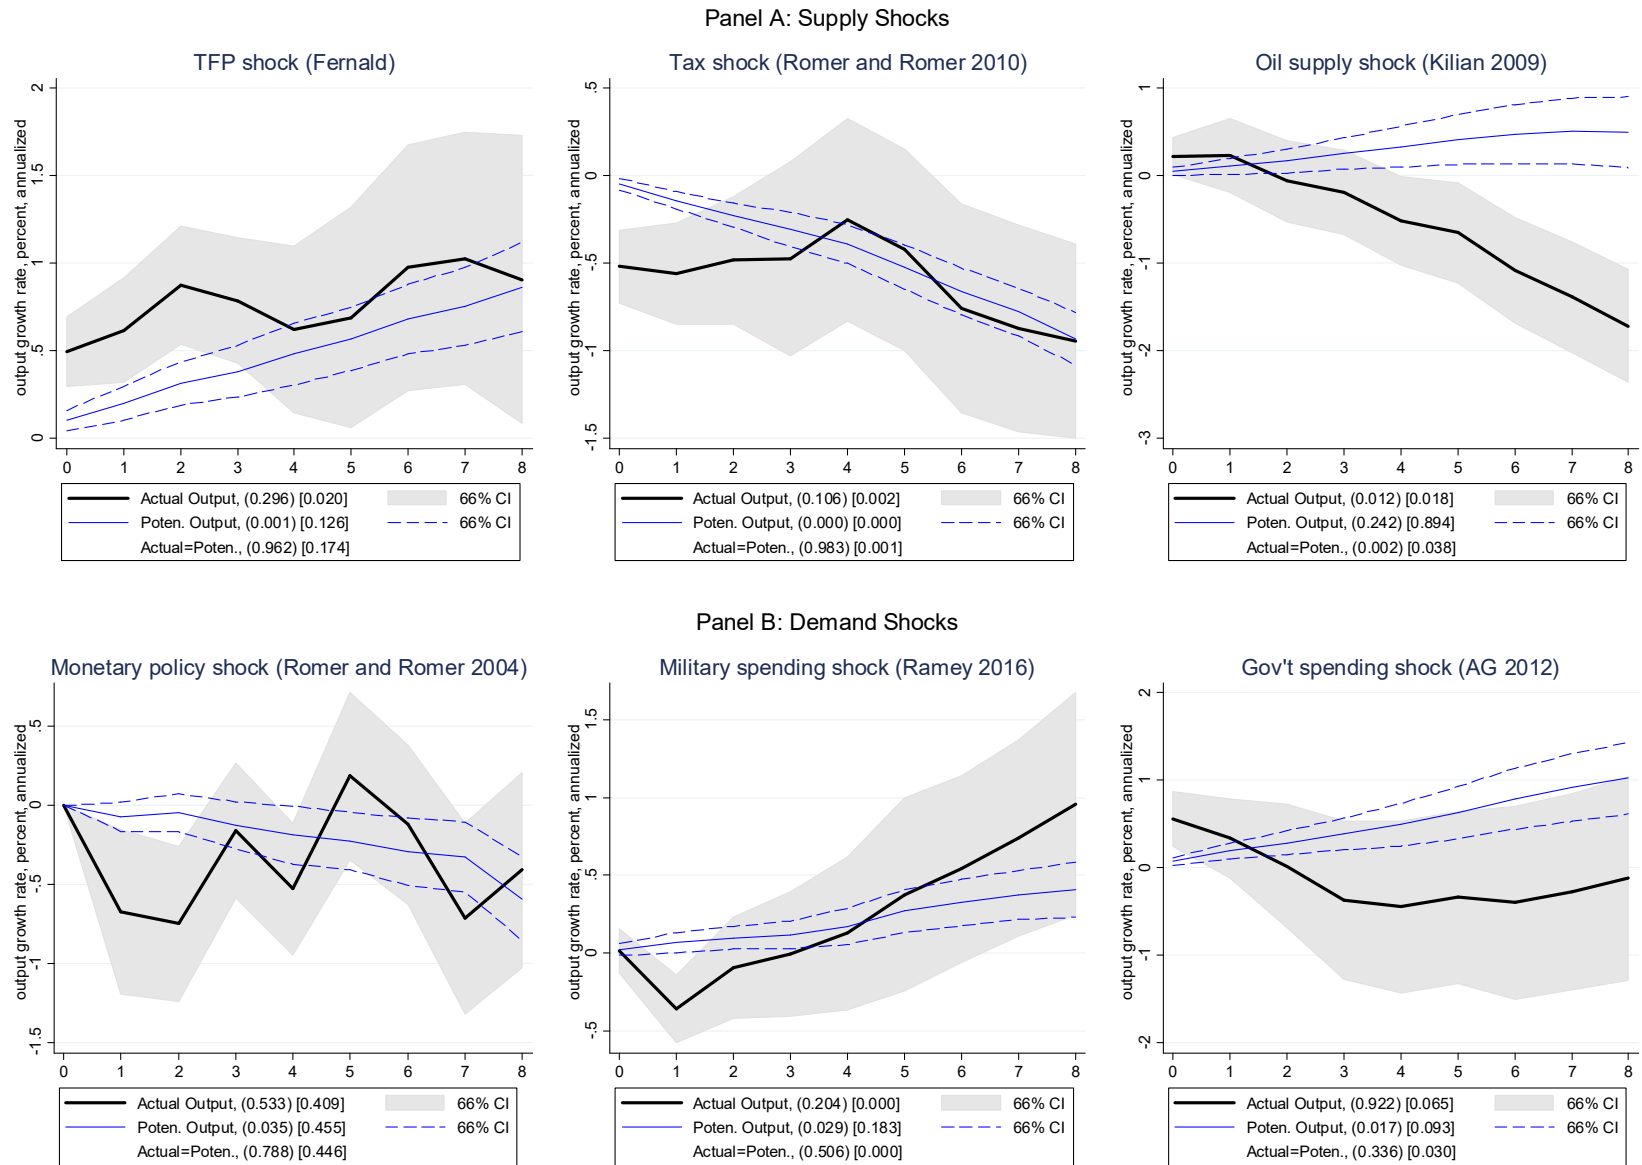 Panel A: Supply Shocks
TFP shock (Fernald)
output growth rate, percent, annualized
2
1.5
1
.5
0
0 1 2 3 4 5 6 7 8
Actual Output, (0.296) [0.020] 66% CI
Poten. Output, (0.001) [0.126] 66% CI
Actual=Poten., (0.962) [0.174]
Tax shock (Romer and Romer 2010)
output growth rate, percent, annualized
.5
0
-.5
-1
-1.5
0 1 2 3 4 5 6 7 8
Actual Output, (0.106) [0.002] 66% CI
Poten. Output, (0.000) [0.000] 66% CI
Actual=Poten., (0.983) [0.001]
Oil supply shock (Kilian 2009)
output growth rate, percent, annualized
1
0
-1
-2
-3
0 1 2 3 4 5 6 7 8
Actual Output, (0.012) [0.018] 66% CI
Poten. Output, (0.242) [0.894] 66% CI
Actual=Poten., (0.002) [0.038]
Panel B: Demand Shocks
Monetary policy shock (Romer and Romer 2004)
output growth rate, percent, annualized
.5
0
-.5
-1
-1.5
0 1 2 3 4 5 6 7 8
Actual Output, (0.533) [0.409] 66% CI
Poten. Output, (0.035) [0.455] 66% CI
Actual=Poten., (0.788) [0.446]
Military spending shock (Ramey 2016)
output growth rate, percent, annualized
1.5
1
.5
0
-.5
0 1 2 3 4 5 6 7 8
Actual Output, (0.204) [0.000] 66% CI
Poten. Output, (0.029) [0.183] 66% CI
Actual=Poten., (0.506) [0.000]
Gov't spending shock (AG 2012)
output growth rate, percent, annualized
2
1
0
-1
-2
0 1 2 3 4 5 6 7 8
Actual Output, (0.922) [0.065] 66% CI
Poten. Output, (0.017) [0.093] 66% CI
Actual=Poten., (0.336) [0.030]